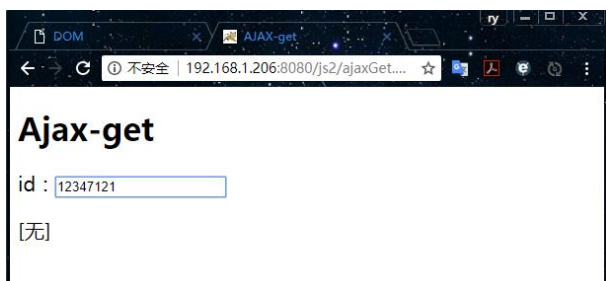 ry
DOM
AJAX-get
不安全 | 192.168.1.206:8080/js2/ajaxGet....
Ajax-get
id：12347121
[无]